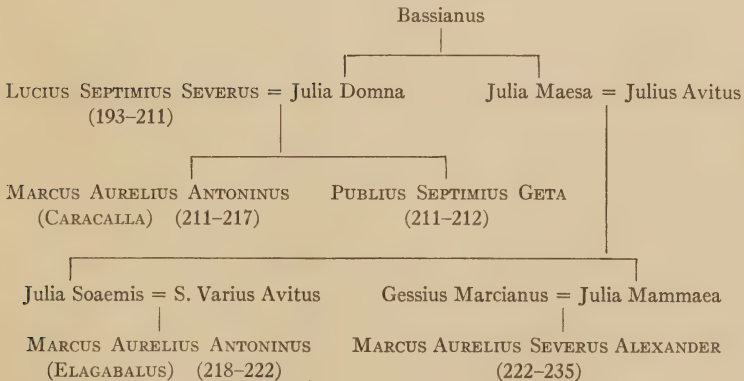 Bassianus
LUCIUS SEPTIMIUS SEVERUS = Julia Domna Julia Maesa = Julius Avitus
(193–211)
MARCUS AURELIUS ANTONINUS PUBLIUS SEPTIMIUS GETA
(CARACALLA) (211–217) (211–212)
Julia Soaemis = S. Varius Avitus Gessius Marcianus = Julia Mammaea
MARCUS AURELIUS ANTONINUS MARCUS AURELIUS SEVERUS ALEXANDER
(ELAGABALUS) (218–222) (222–235)